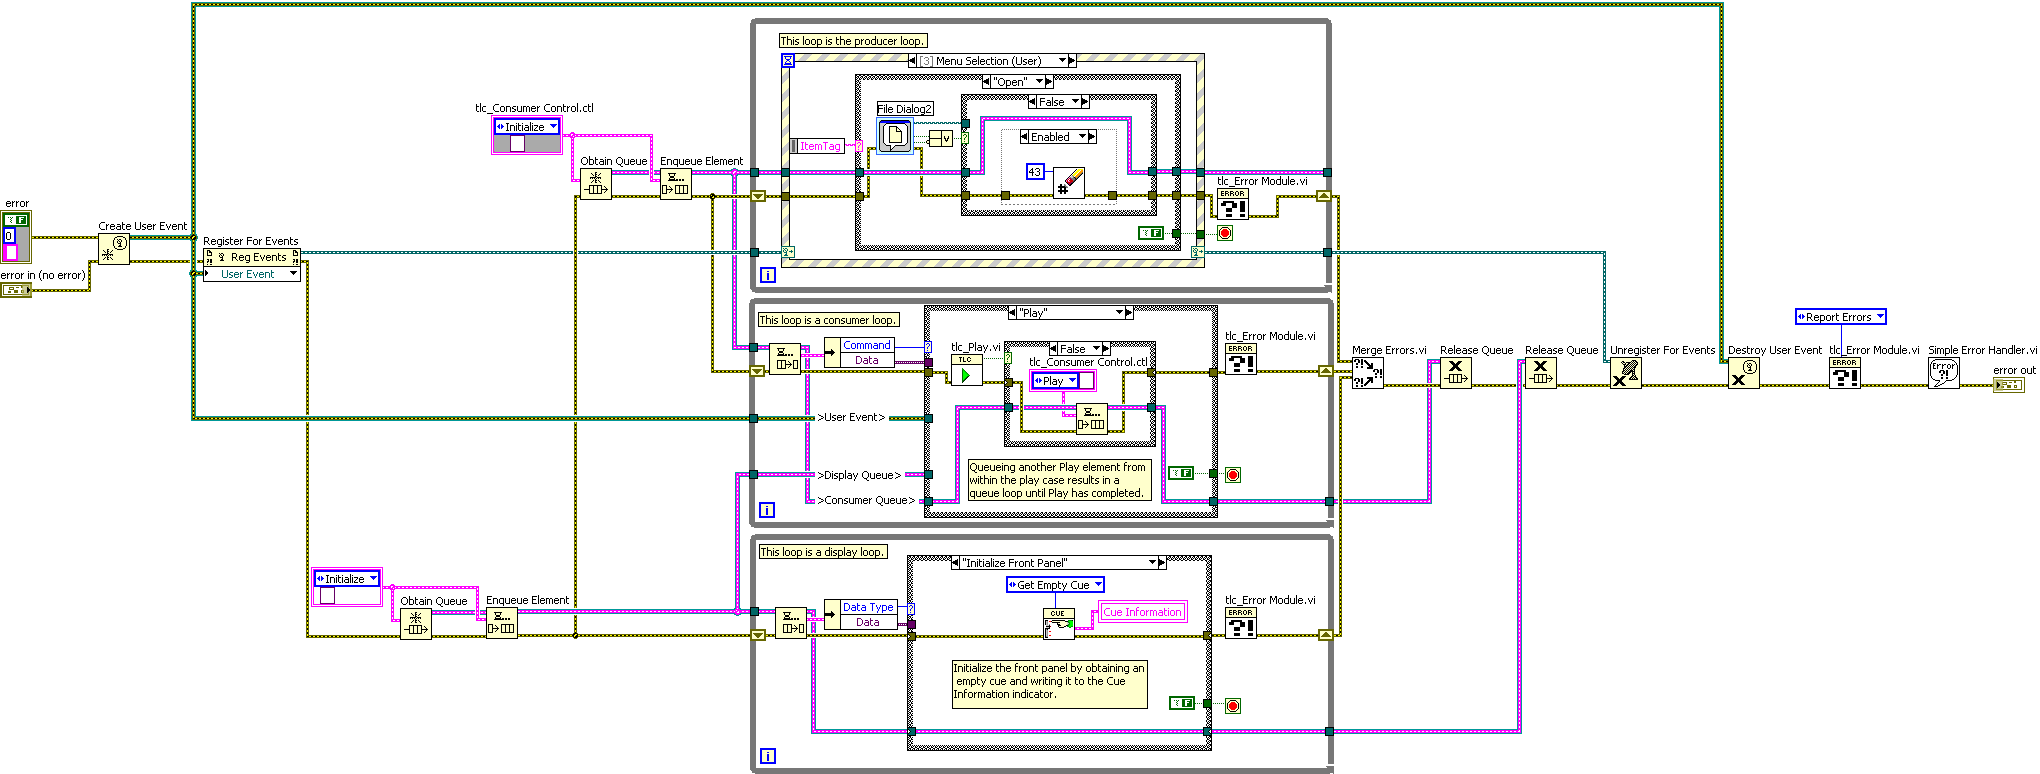 This loop is the producer loop.
[3] Menu Selection (User)
"Open"
False
File Dialog2
Enabled
ItemTag
43
tlc_Consumer Control.ctl
Initialize
Obtain Queue
Enqueue Element
tlc_Error Module.vi
ERROR
?!
F
i
error
F
0
Create User Event
error in (no error)
Register For Events
Reg Events
User Event
This loop is a consumer loop.
"Play"
Command
Data
tlc_Play.vi
TLC
False
tlc_Consumer Control.ctl
Play
tlc_Error Module.vi
ERROR
?!
>User Event>
>Display Queue>
>Consumer Queue>
Queueing another Play element from
within the play case results in a
queue loop until Play has completed.
F
i
Report Errors
Merge Errors.vi
Release Queue
Release Queue
Unregister For Events
Destroy User Event
tlc_Error Module.vi
ERROR
?!
Simple Error Handler.vi
Error
?!
error out
This loop is a display loop.
"Initialize Front Panel"
Get Empty Cue
Initialize
Obtain Queue
Enqueue Element
Data Type
Data
CUE
Cue Information
tlc_Error Module.vi
ERROR
?!
Initialize the front panel by obtaining an
empty cue and writing it to the Cue
Information indicator.
F
i